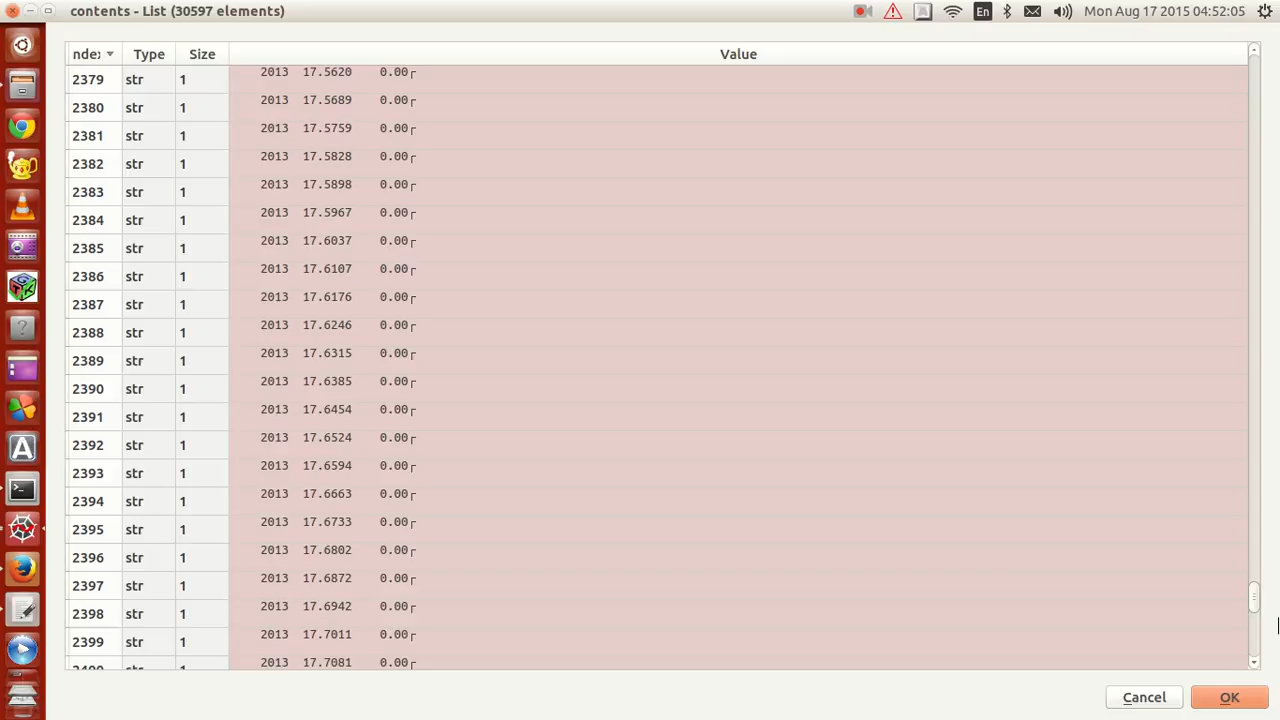 contents - List (30597 elements)
En
Mon Aug 17 2015 04:52:05
ndex Type Size Value
2379 str 1 2013 17.5620 0.00
2380 str 1 2013 17.5689 0.00
2381 str 1 2013 17.5759 0.00
2382 str 1 2013 17.5828 0.00
2383 str 1 2013 17.5898 0.00
2384 str 1 2013 17.5967 0.00
2385 str 1 2013 17.6037 0.00
2386 str 1 2013 17.6107 0.00
2387 str 1 2013 17.6176 0.00
2388 str 1 2013 17.6246 0.00
2389 str 1 2013 17.6315 0.00
2390 str 1 2013 17.6385 0.00
2391 str 1 2013 17.6454 0.00
2392 str 1 2013 17.6524 0.00
2393 str 1 2013 17.6594 0.00
2394 str 1 2013 17.6663 0.00
2395 str 1 2013 17.6733 0.00
2396 str 1 2013 17.6802 0.00
2397 str 1 2013 17.6872 0.00
2398 str 1 2013 17.6942 0.00
2399 str 1 2013 17.7011 0.00
2400 str 1 2013 17.7081 0.00
Cancel OK